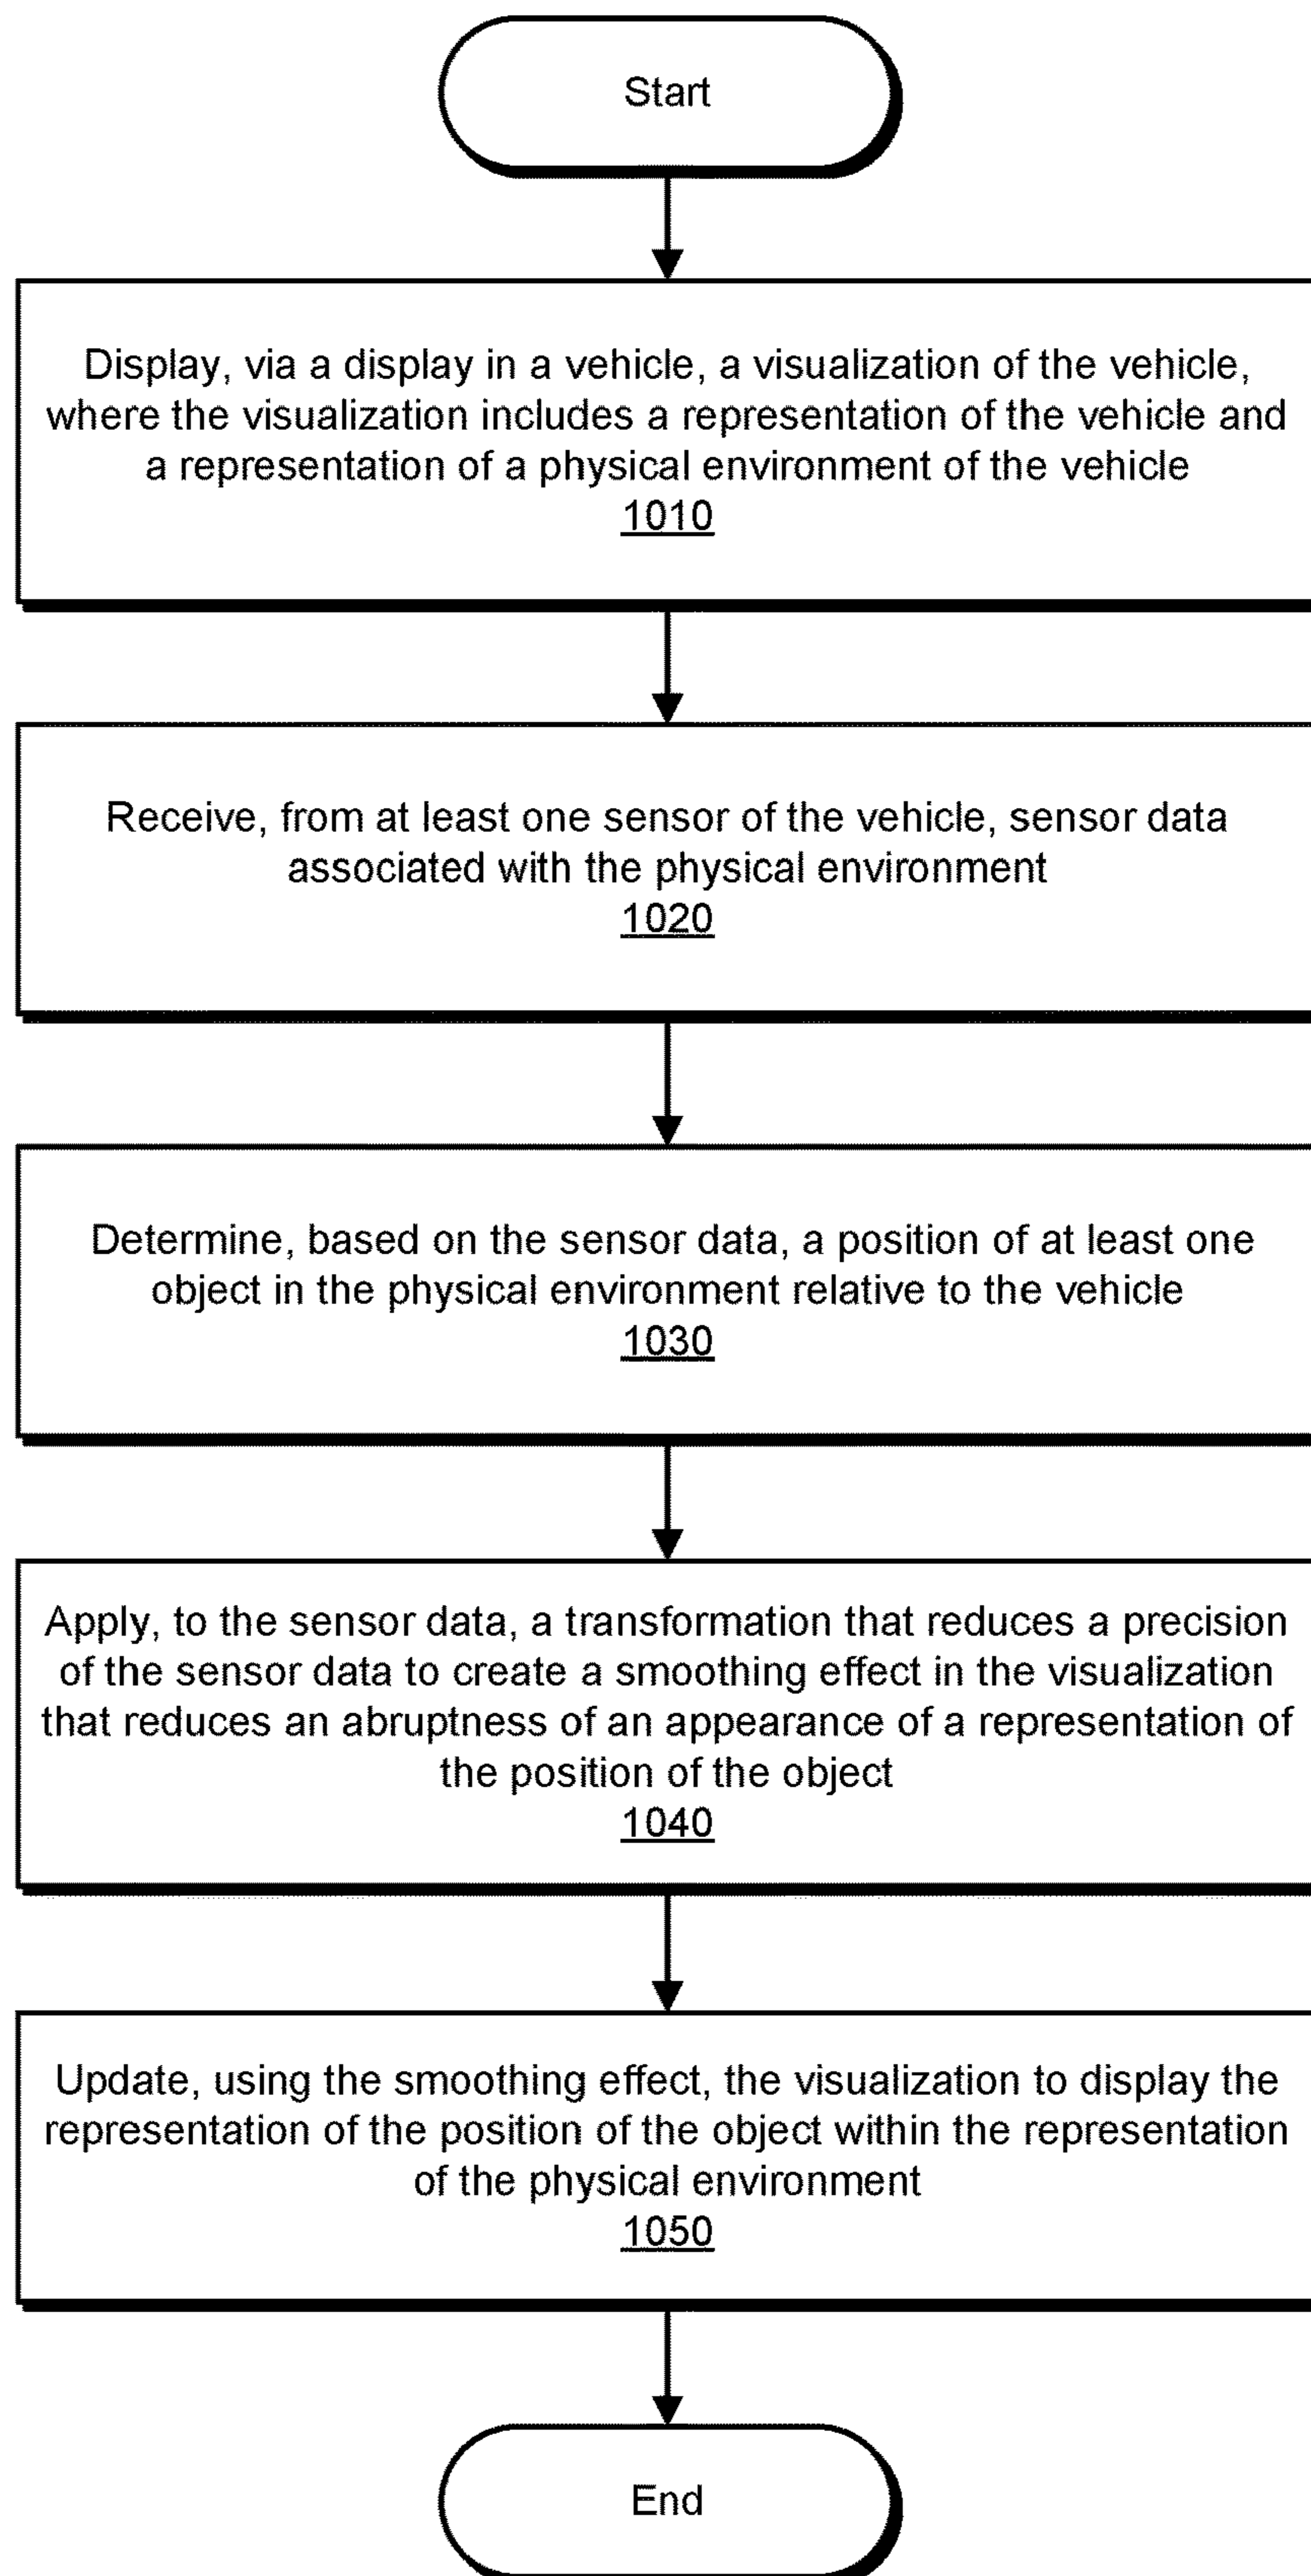 Start
Display, via a display in a vehicle, a visualization of the vehicle,
where the visualization includes a representation of the vehicle and
a representation of a physical environment of the vehicle
1010
Receive, from at least one sensor of the vehicle, sensor data
associated with the physical environment
1020
Determine, based on the sensor data, a position of at least one
object in the physical environment relative to the vehicle
1030
Apply, to the sensor data, a transformation that reduces a precision
of the sensor data to create a smoothing effect in the visualization
that reduces an abruptness of an appearance of a representation of
the position of the object
1040
Update, using the smoothing effect, the visualization to display the
representation of the position of the object within the representation
of the physical environment
1050
End